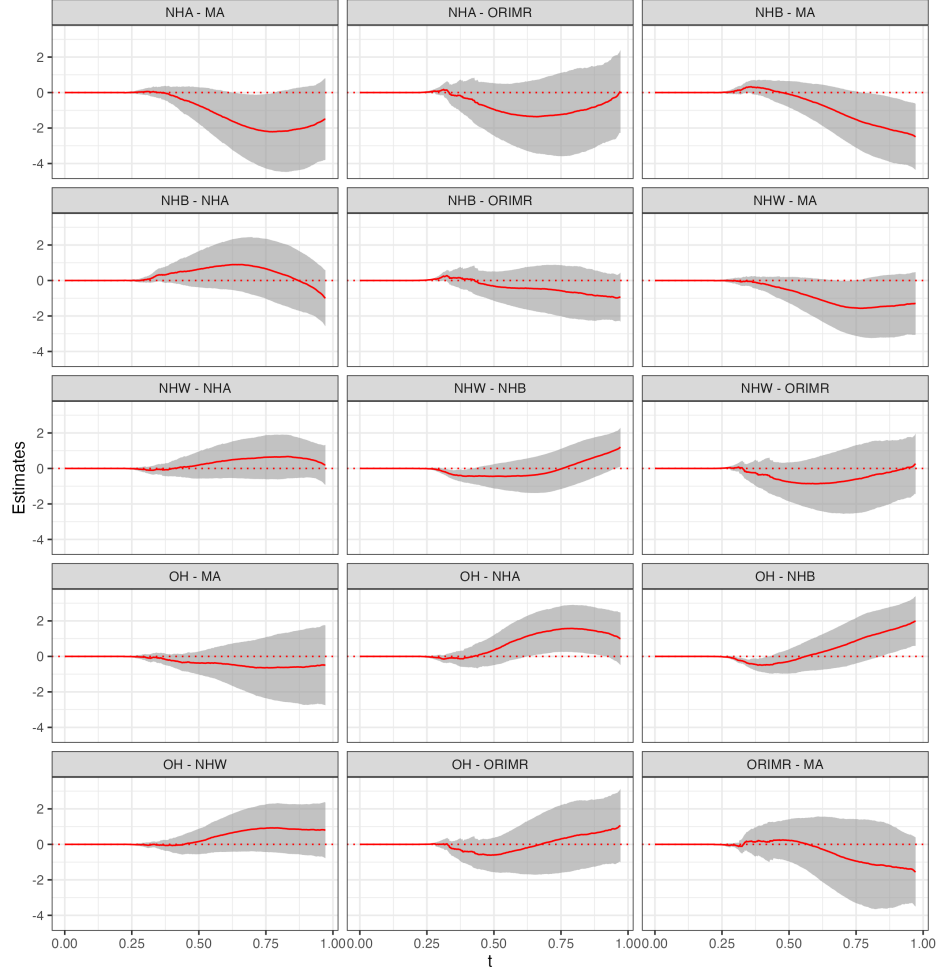 NHA - MA NHA - ORIMR NHB - MA
2
0
-2
-4
NHB - NHA NHB - ORIMR NHW - MA
2
0
-2
-4
NHW - NHA NHW - NHB NHW - ORIMR
2
0
-2
-4
Estimates
OH - MA OH - NHA OH - NHB
2
0
-2
-4
OH - NHW OH - ORIMR ORIMR - MA
2
0
-2
-4
0.00 0.25 0.50 0.75 1.00 0.00 0.25 0.50 0.75 1.00 0.00 0.25 0.50 0.75 1.00
t